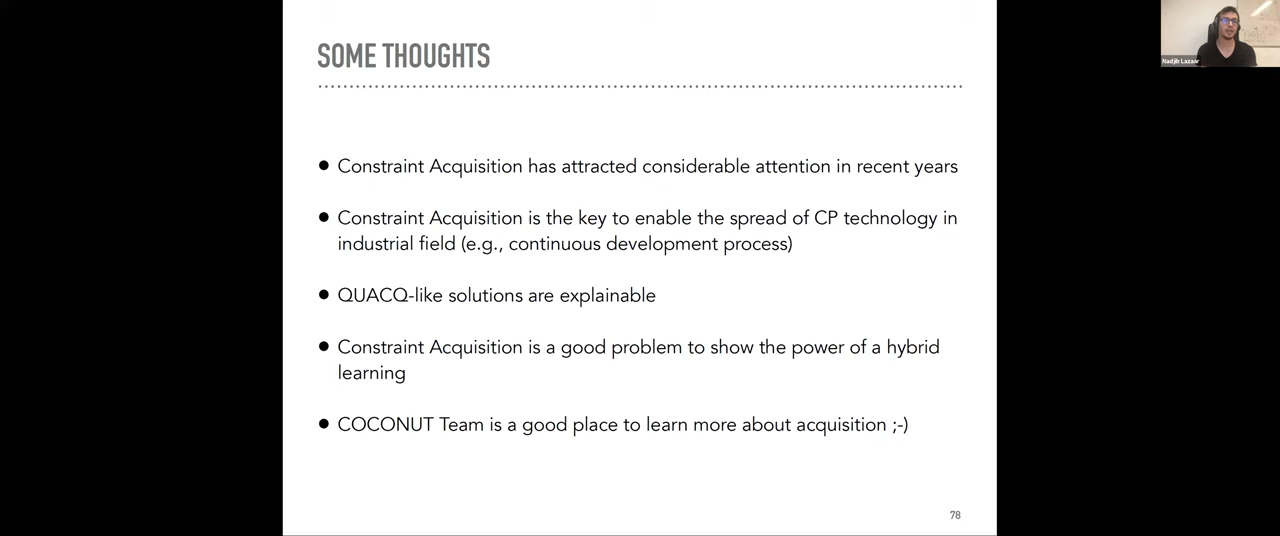 SOME THOUGHTS
● Constraint Acquisition has attracted considerable attention in recent years
● Constraint Acquisition is the key to enable the spread of CP technology in
industrial field (e.g., continuous development process)
● QUACQ-like solutions are explainable
● Constraint Acquisition is a good problem to show the power of a hybrid
learning
● COCONUT Team is a good place to learn more about acquisition ;-)
78
Nadjib Lazaar